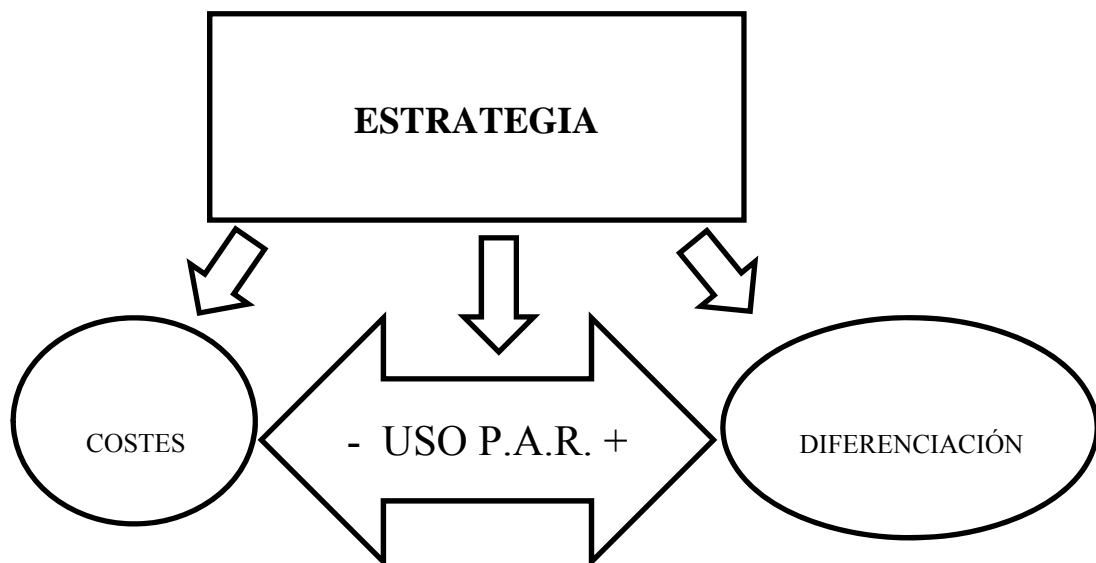 ESTRATEGIA
COSTES
- USO P.A.R. +
DIFERENCIACIÓN